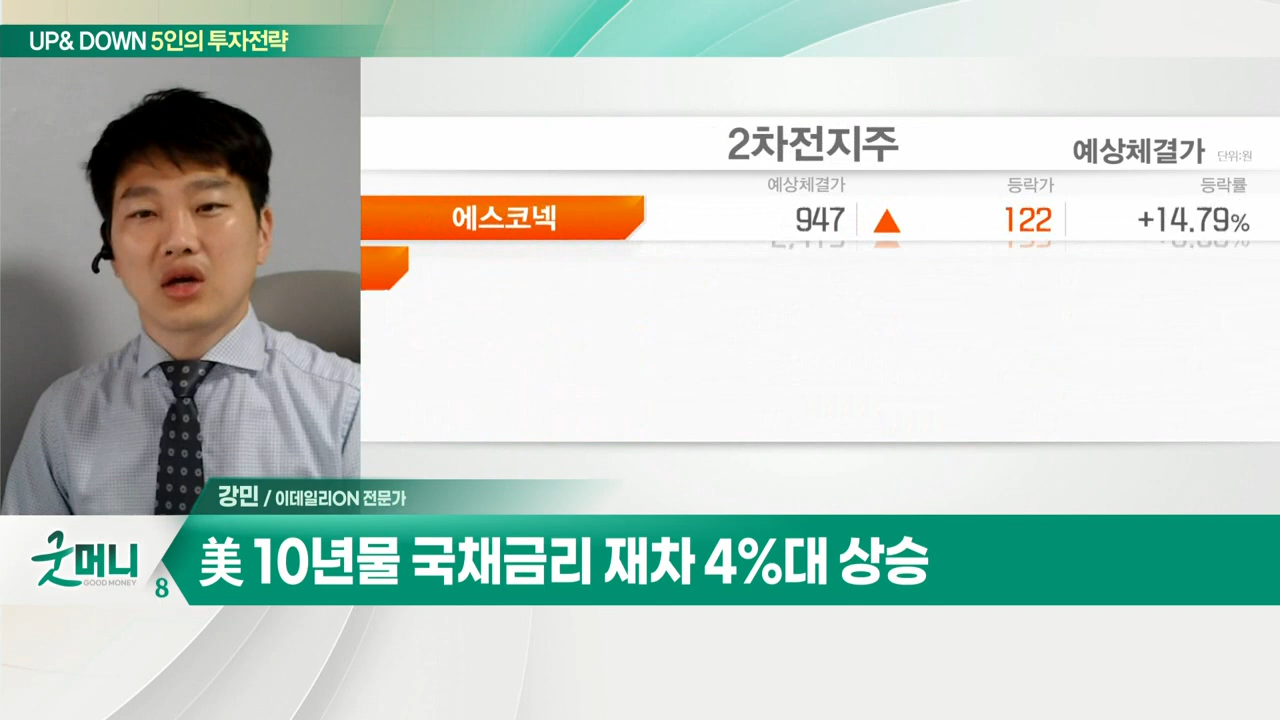 UP& DOWN 5인의 투자전략
2차전지주
예상체결가 단위:원
예상체결가 등락가 등락률
에스코넥 947 ▲ 122 +14.79%
강민 / 이데일리ON 전문가
굿머니
GOOD MONEY
8
美 10년물 국채금리 재차 4%대 상승